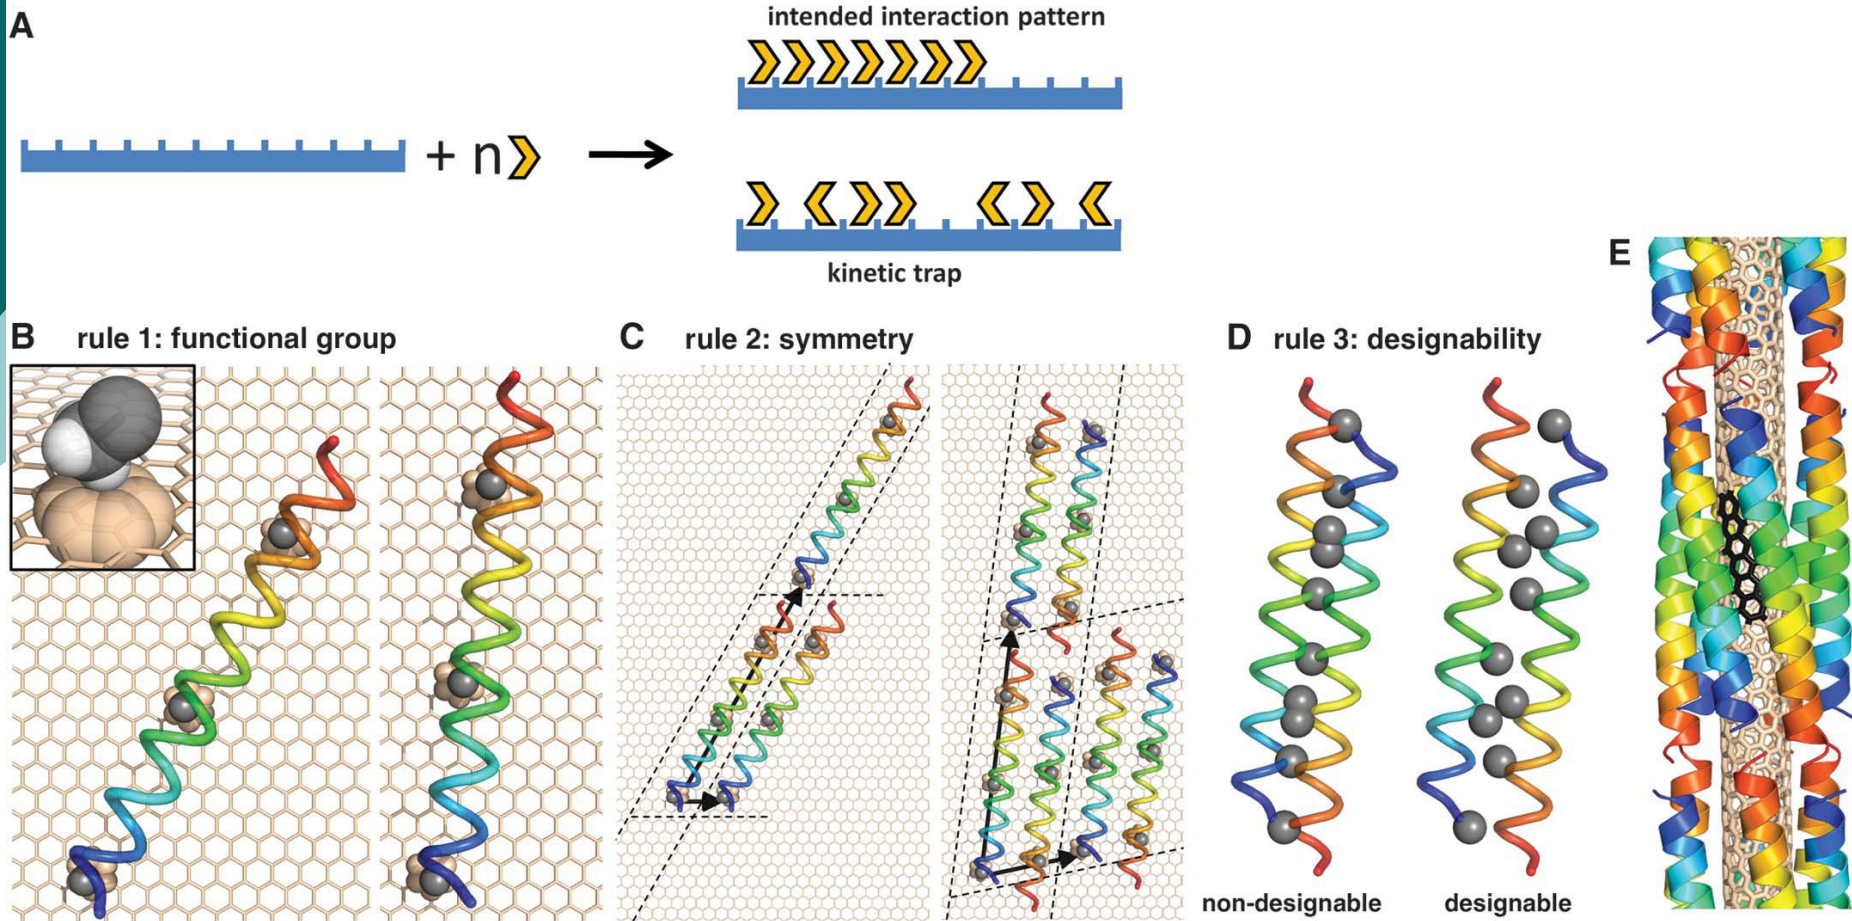 A
intended interaction pattern
+ n
kinetic trap
B rule 1: functional group
C rule 2: symmetry
D rule 3: designability
E
non-designable
designable